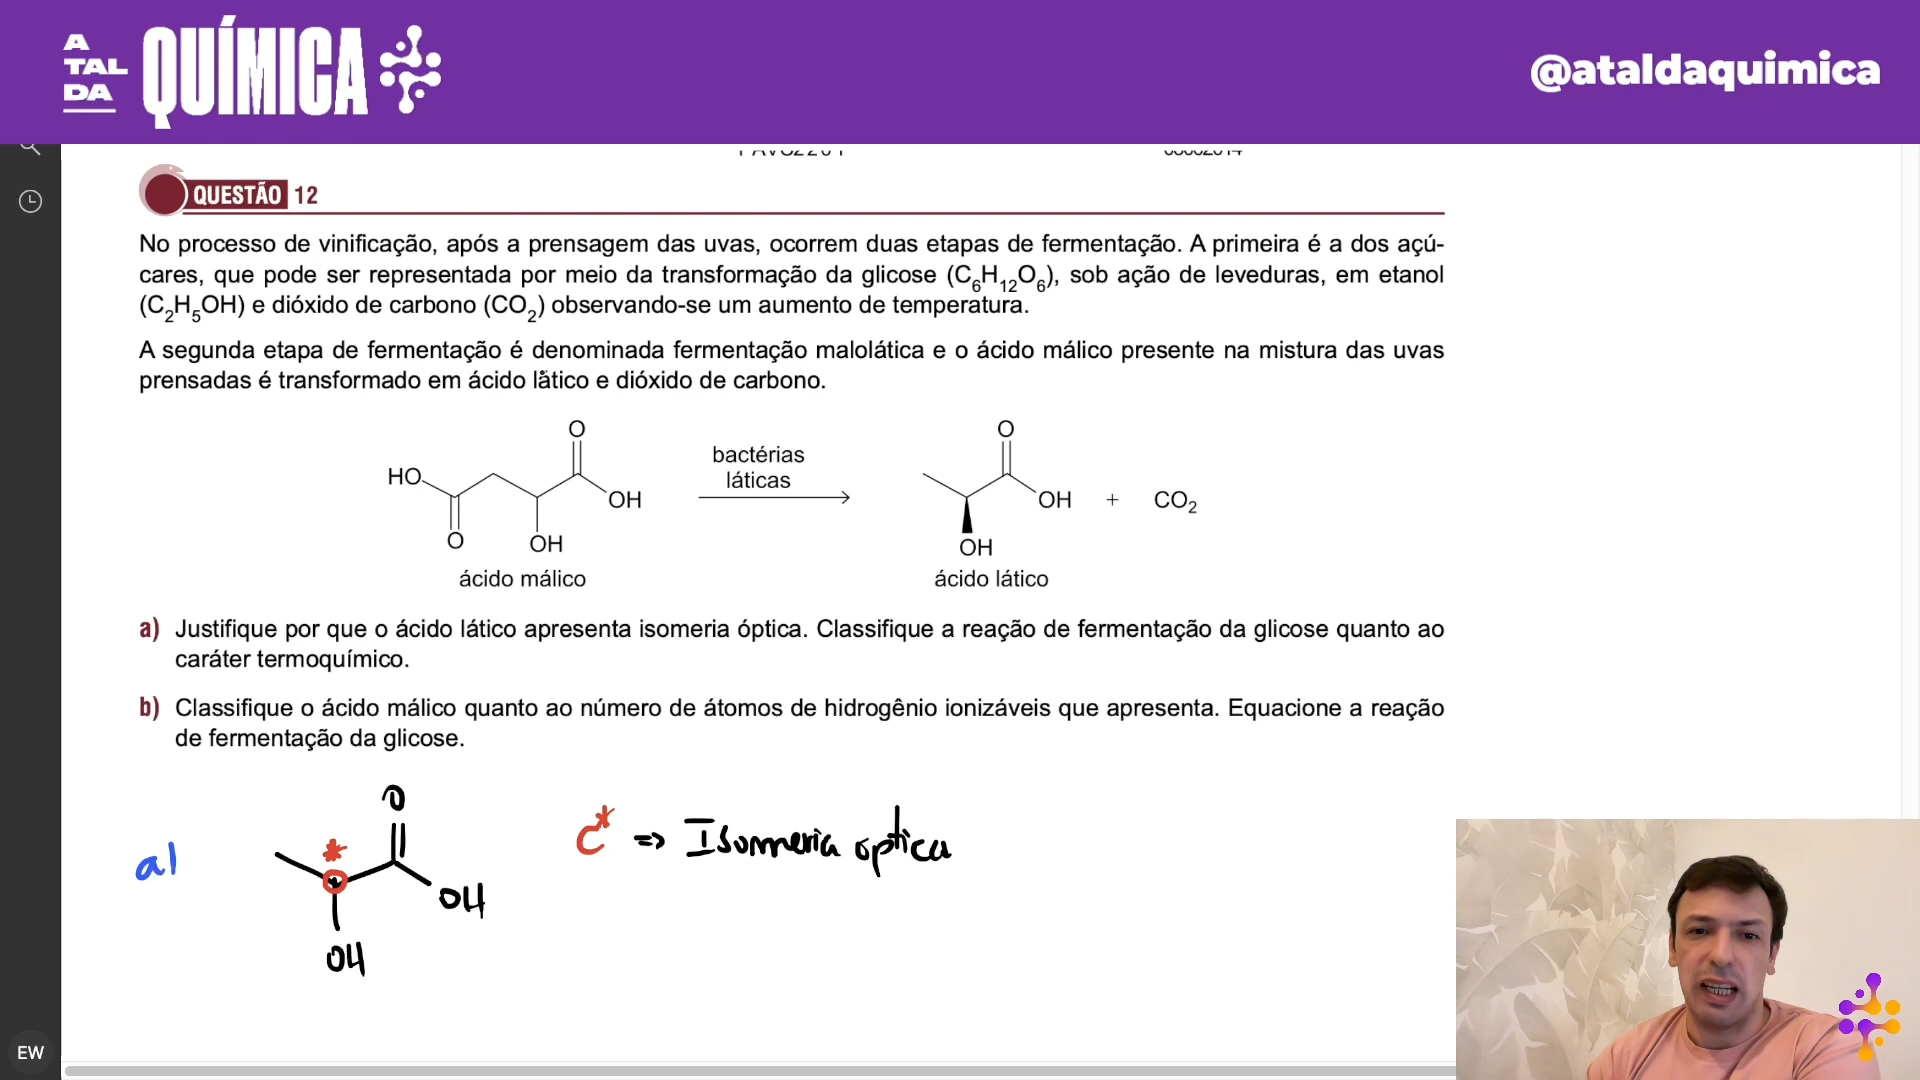 A
TAL
DA
QUÍMICA
@ataldaquimica
QUESTÃO 12
No processo de vinificação, após a prensagem das uvas, ocorrem duas etapas de fermentação. A primeira é a dos açú-
cares, que pode ser representada por meio da transformação da glicose (C₆H₁₂O₆), sob ação de leveduras, em etanol
(C₂H₅OH) e dióxido de carbono (CO₂) observando-se um aumento de temperatura.
A segunda etapa de fermentação é denominada fermentação malolática e o ácido málico presente na mistura das uvas
prensadas é transformado em ácido lático e dióxido de carbono.
HO O OH O OH
ácido málico
bactérias
láticas
O OH OH
ácido lático
+ CO₂
a) Justifique por que o ácido lático apresenta isomeria óptica. Classifique a reação de fermentação da glicose quanto ao
caráter termoquímico.
b) Classifique o ácido málico quanto ao número de átomos de hidrogênio ionizáveis que apresenta. Equacione a reação
de fermentação da glicose.
a)
O
*
OH
OH
C* => Isomeria óptica
EW